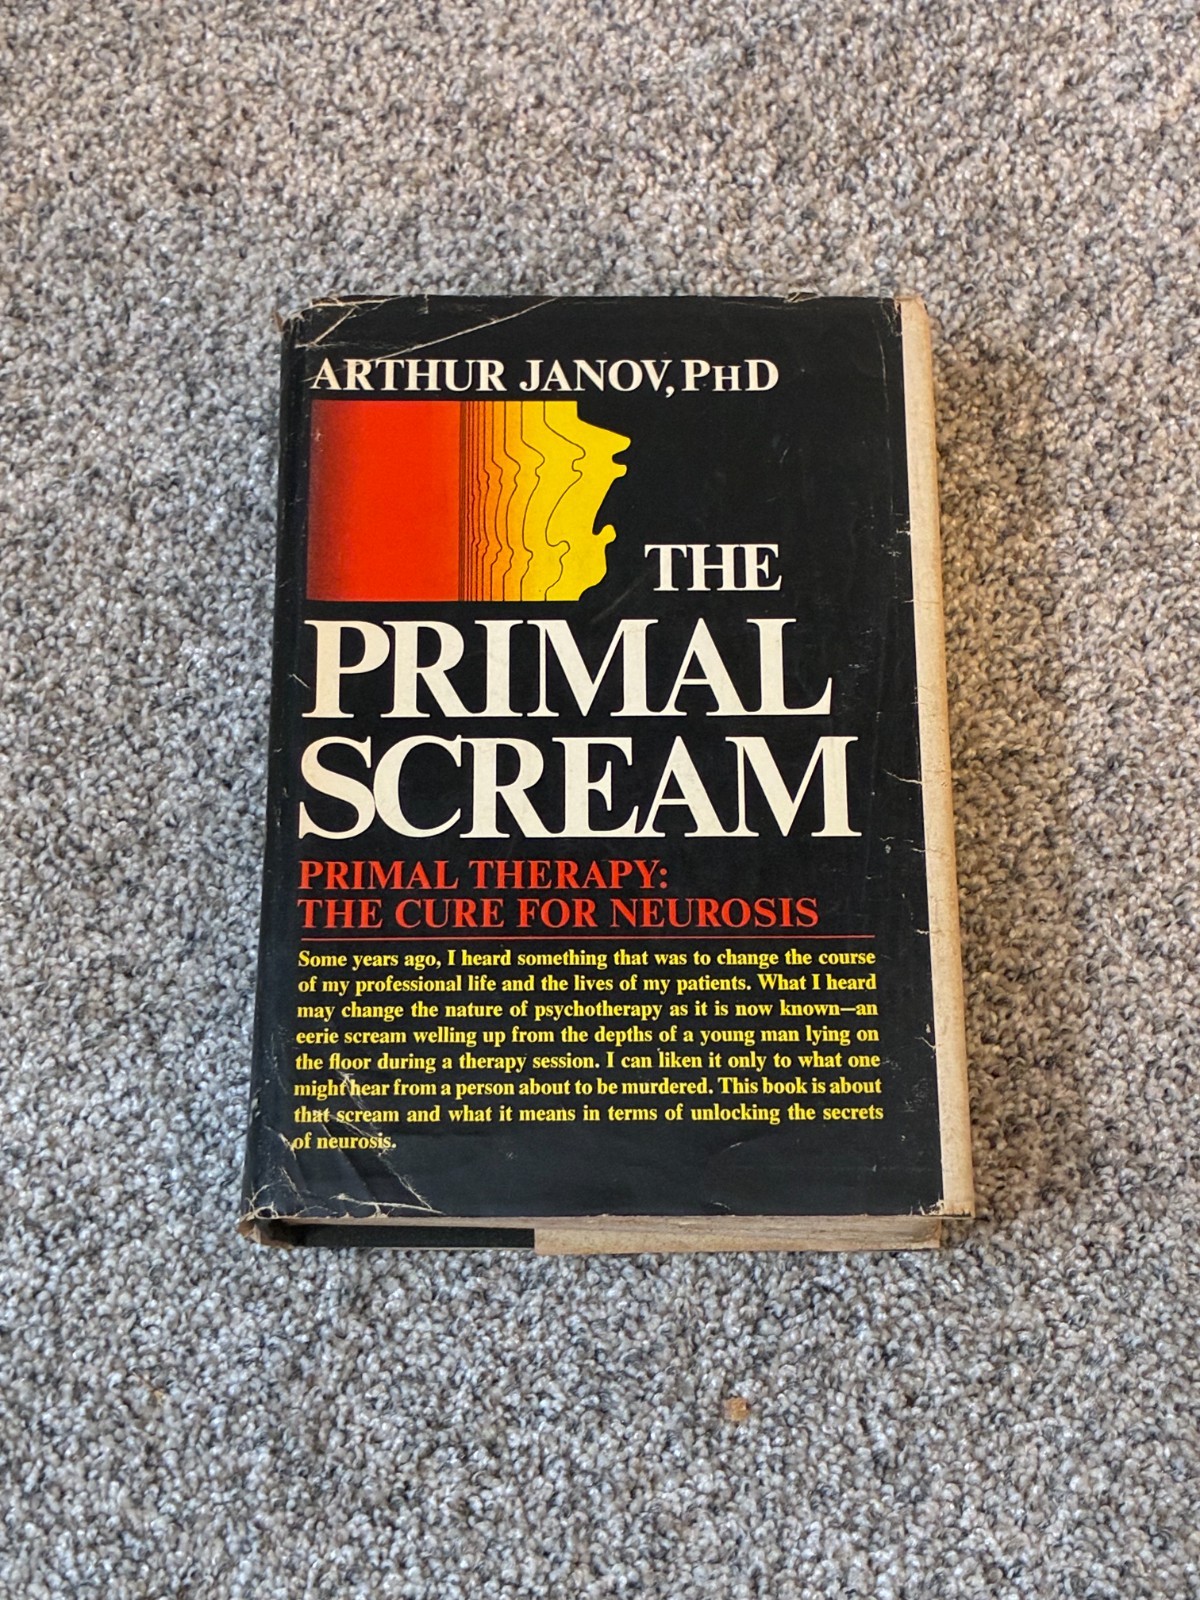 ARTHUR JANOV, PHD
THE
PRIMAL
SCREAM
PRIMAL THERAPY:
THE CURE FOR NEUROSIS
Some years ago, I heard something that was to change the course
of my professional life and the lives of my patients. What I heard
may change the nature of psychotherapy as it is now known—an
eerie scream welling up from the depths of a young man lying on
the floor during a therapy session. I can liken it only to what one
might hear from a person about to be murdered. This book is about
that scream and what it means in terms of unlocking the secrets
of neurosis.